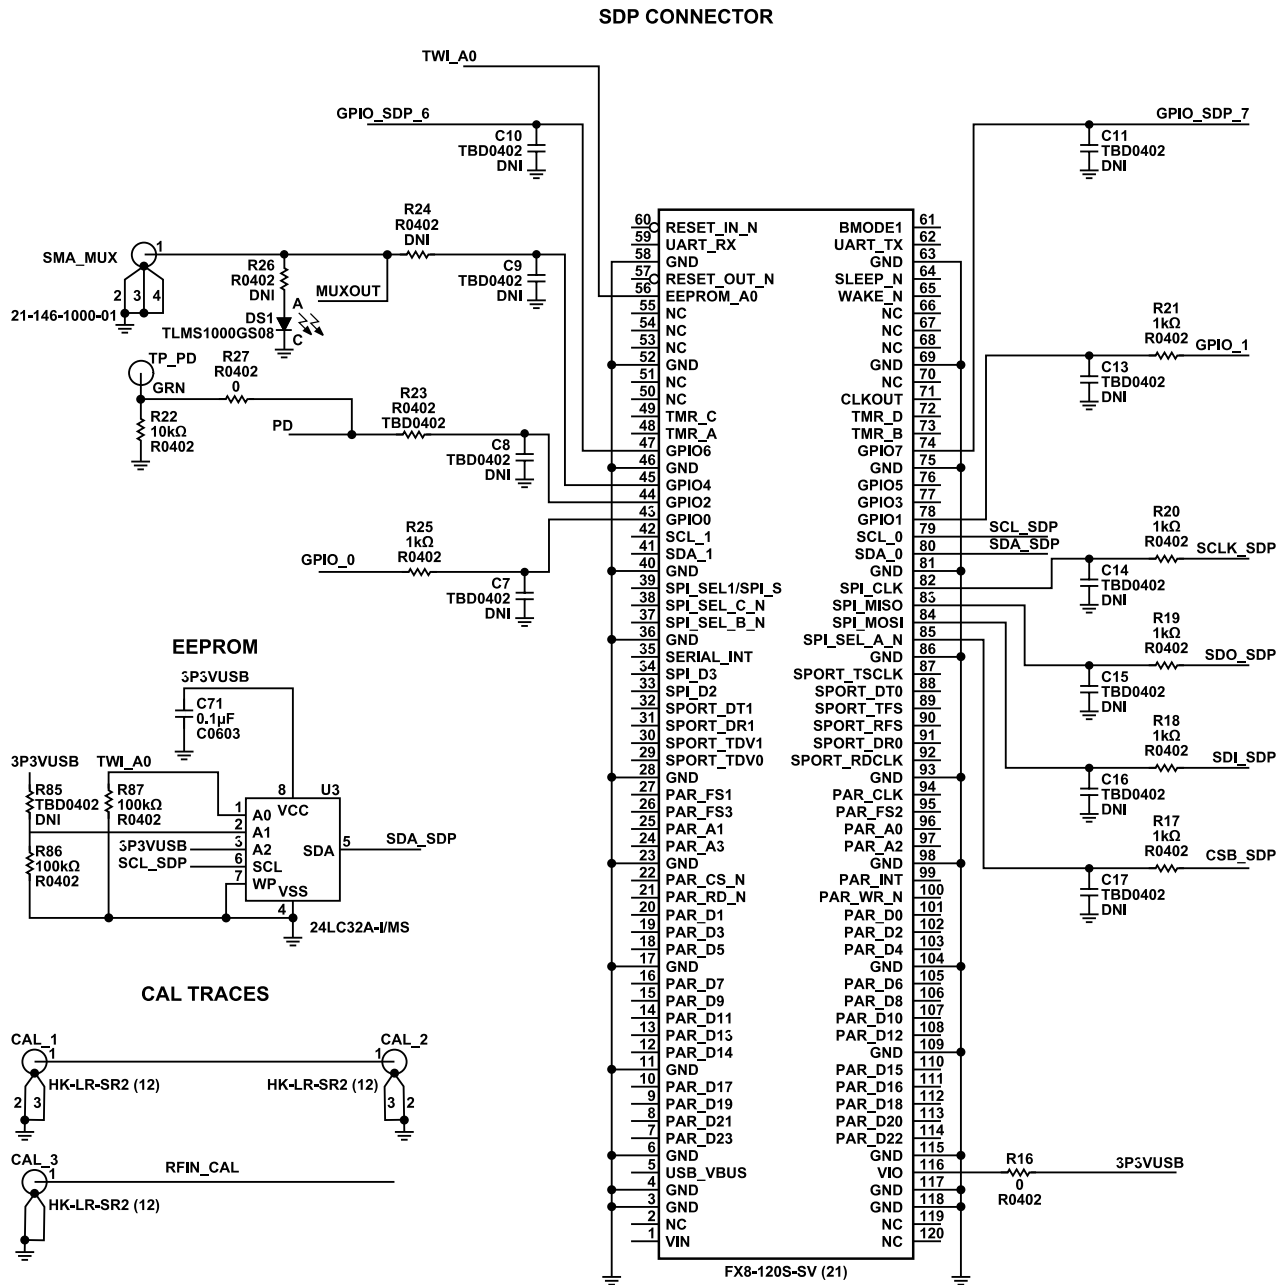 SDP CONNECTOR
TWI_A0
GPIO_SDP_6
C10
TBD0402
DNI
GPIO_SDP_7
C11
TBD0402
DNI
SMA_MUX
1
2 3 4
21-146-1000-01
R26
R0402
DNI
MUXOUT
A
DS1
TLMS1000GS08
C
R24
R0402
DNI
C9
TBD0402
DNI
TP_PD
GRN
R27
R0402
0
R22
10kΩ
R0402
PD
R23
R0402
TBD0402
C8
TBD0402
DNI
GPIO_0
R25
1kΩ
R0402
C7
TBD0402
DNI
60 RESET_IN_N
59 UART_RX
58 GND
57 RESET_OUT_N
56 EEPROM_A0
55 NC
54 NC
53 NC
52 GND
51 NC
50 NC
49 TMR_C
48 TMR_A
47 GPIO6
46 GND
45 GPIO4
44 GPIO2
43 GPIO0
42 SCL_1
41 SDA_1
40 GND
39 SPI_SEL1/SPI_S
38 SPI_SEL_C_N
37 SPI_SEL_B_N
36 GND
35 SERIAL_INT
34 SPI_D3
33 SPI_D2
32 SPORT_DT1
31 SPORT_DR1
30 SPORT_TDV1
29 SPORT_TDV0
28 GND
27 PAR_FS1
26 PAR_FS3
25 PAR_A1
24 PAR_A3
23 GND
22 PAR_CS_N
21 PAR_RD_N
20 PAR_D1
19 PAR_D3
18 PAR_D5
17 GND
16 PAR_D7
15 PAR_D9
14 PAR_D11
13 PAR_D13
12 PAR_D14
11 GND
10 PAR_D17
9 PAR_D19
8 PAR_D21
7 PAR_D23
6 GND
5 USB_VBUS
4 GND
3 GND
2 NC
1 VIN
BMODE1 61
UART_TX 62
GND 63
SLEEP_N 64
WAKE_N 65
NC 66
NC 67
NC 68
GND 69
NC 70
CLKOUT 71
TMR_D 72
TMR_B 73
GPIO7 74
GND 75
GPIO5 76
GPIO3 77
GPIO1 78
SCL_0 79
SDA_0 80
GND 81
SPI_CLK 82
SPI_MISO 83
SPI_MOSI 84
SPI_SEL_A_N 85
GND 86
SPORT_TSCLK 87
SPORT_DT0 88
SPORT_TFS 89
SPORT_RFS 90
SPORT_DR0 91
SPORT_RDCLK 92
GND 93
PAR_CLK 94
PAR_FS2 95
PAR_A0 96
PAR_A2 97
GND 98
PAR_INT 99
PAR_WR_N 100
PAR_D0 101
PAR_D2 102
PAR_D4 103
GND 104
PAR_D6 105
PAR_D8 106
PAR_D10 107
PAR_D12 108
GND 109
PAR_D15 110
PAR_D16 111
PAR_D18 112
PAR_D20 113
PAR_D22 114
GND 115
VIO 116
GND 117
GND 118
NC 119
NC 120
FX8-120S-SV (21)
R21
1kΩ
R0402
GPIO_1
C13
TBD0402
DNI
SCL_SDP
SDA_SDP
R20
1kΩ
R0402
SCLK_SDP
C14
TBD0402
DNI
R19
1kΩ
R0402
SDO_SDP
C15
TBD0402
DNI
R18
1kΩ
R0402
SDI_SDP
C16
TBD0402
DNI
R17
1kΩ
R0402
CSB_SDP
C17
TBD0402
DNI
R16
0
R0402
3P3VUSB
EEPROM
3P3VUSB
C71
0.1µF
C0603
3P3VUSB
R85
TBD0402
DNI
R86
100kΩ
R0402
TWI_A0
R87
100kΩ
R0402
3P3VUSB
SCL_SDP
8 U3
VCC
1 A0
2 A1
3 A2
6 SCL
7 WP
VSS
4
SDA 5
SDA_SDP
24LC32A-I/MS
CAL TRACES
CAL_1
1
HK-LR-SR2 (12)
2 3
CAL_2
1
HK-LR-SR2 (12)
3 2
CAL_3
1
RFIN_CAL
HK-LR-SR2 (12)